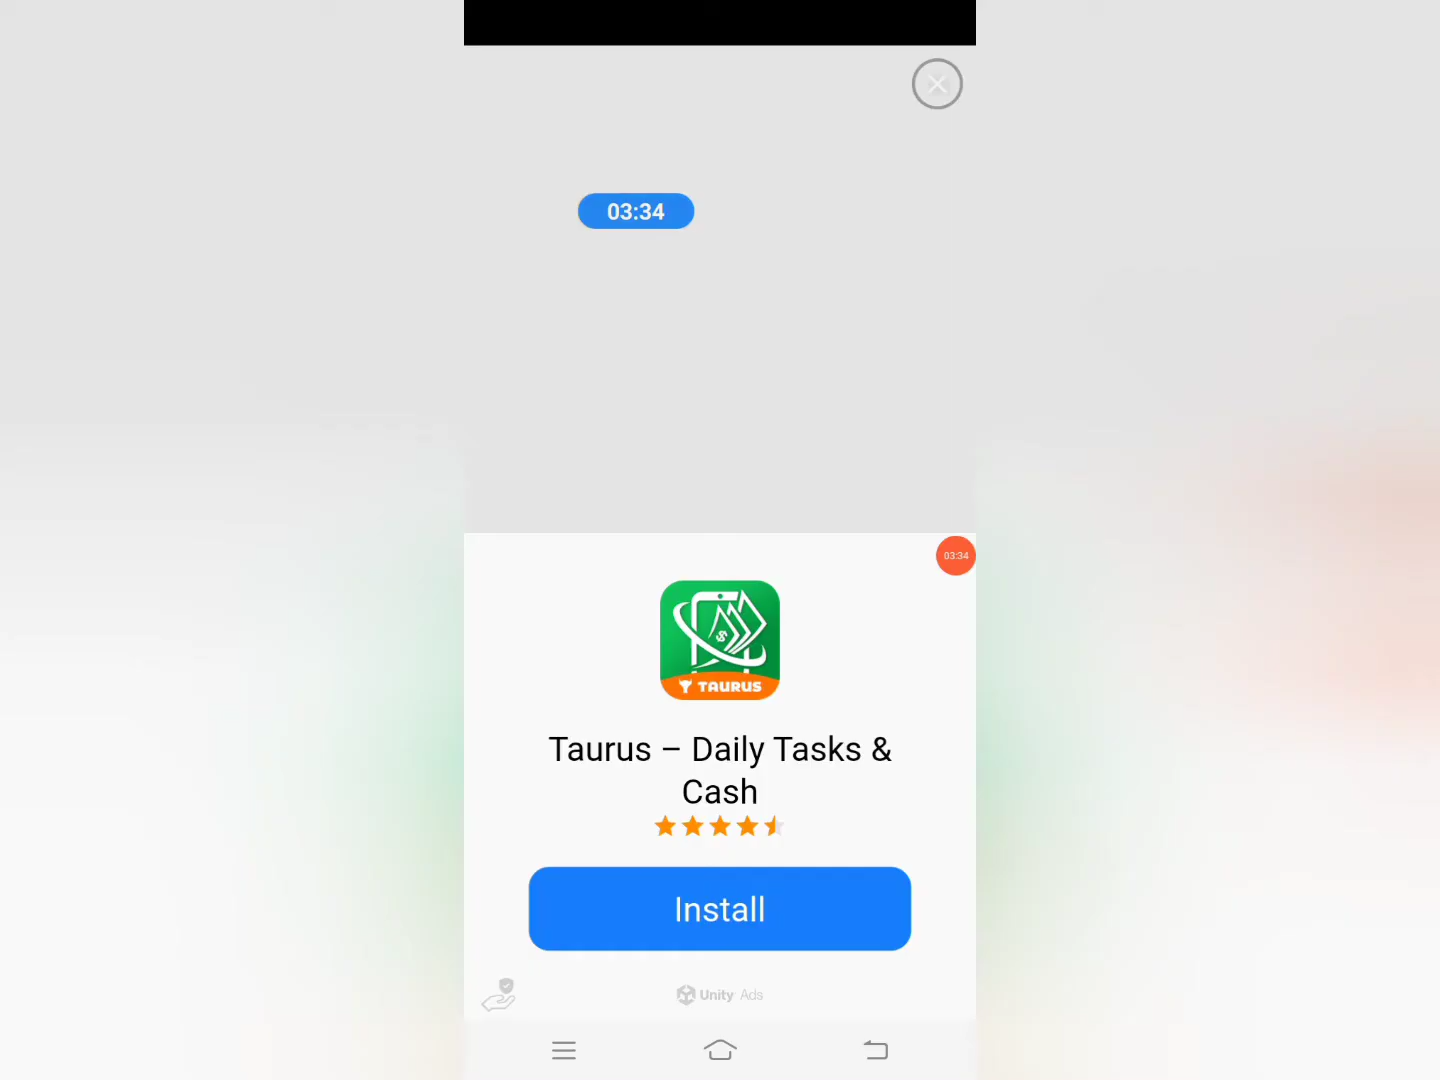 03:34
03:34
TAURUS
Taurus – Daily Tasks &
Cash
Install
Unity Ads